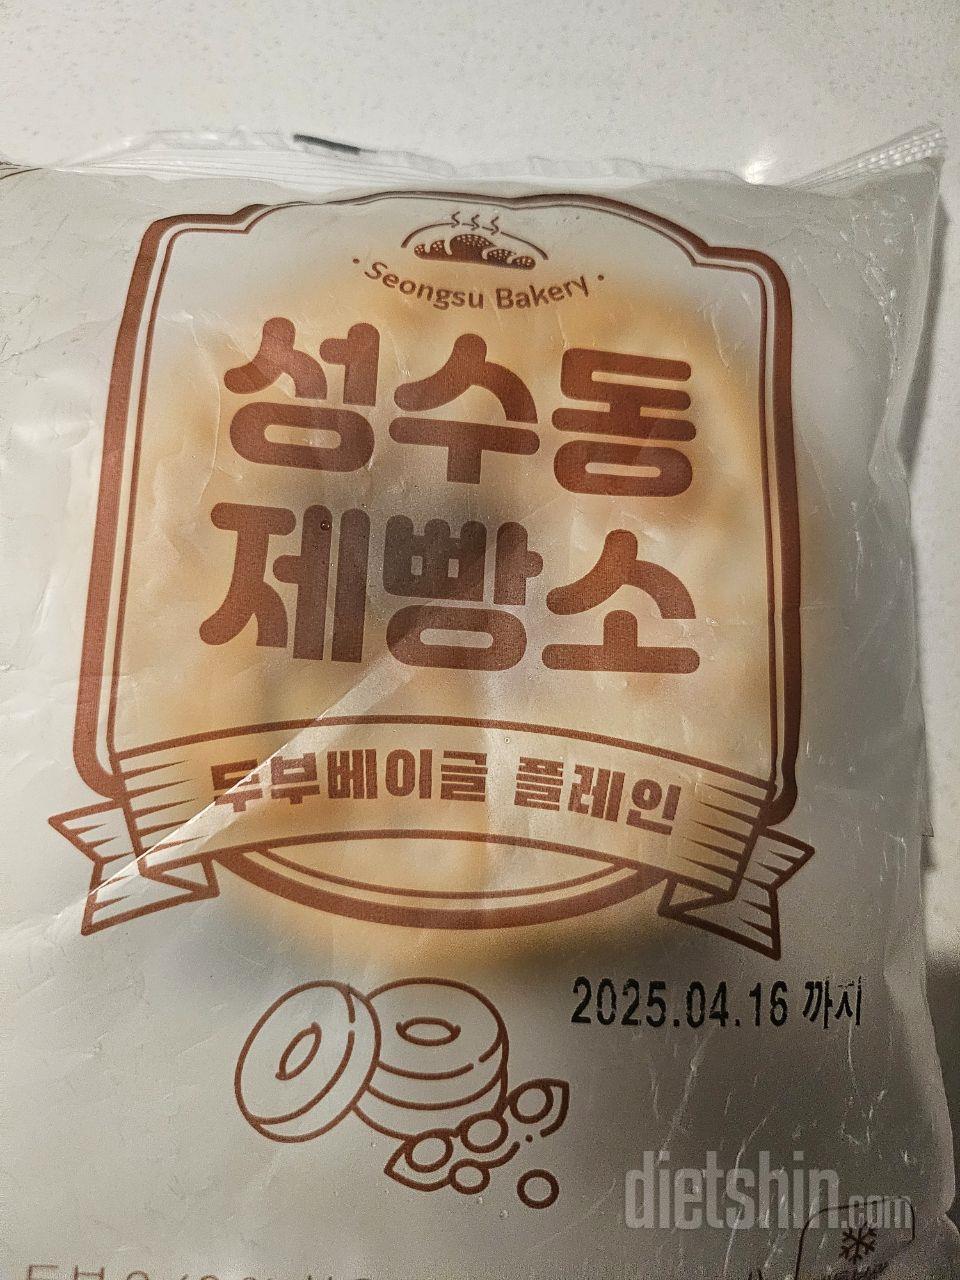 · Seongsu Bakery ·
성수동
제빵소
두부베이글 플레인
2025.04.16 까지
dietshin.com